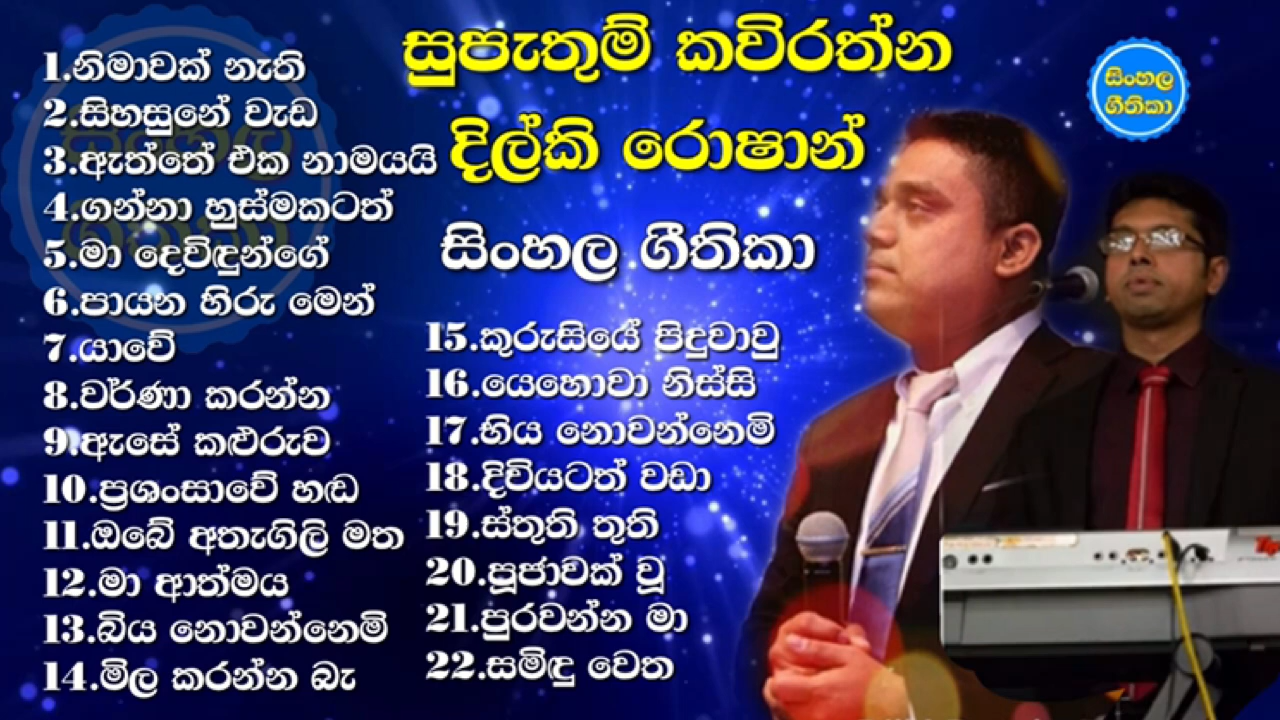 සුපැතුම් කවිරත්න
දිල්කි රොෂාන්
සිංහල ගීතිකා
සිංහල
ගීතිකා
1.නිමාවක් නැති
2.සිහසුනේ වැඩ
3.ඇත්තේ එක නාමයයි
4.ගන්නා හුස්මකටත්
5.මා දෙවිඳුන්ගේ
6.පායන හිරු මෙන්
7.යාවේ
8.වර්ණා කරන්න
9.ඇසේ කළුරුව
10.ප්‍රශංසාවේ හඬ
11.ඔබේ අතැගිලි මත
12.මා ආත්මය
13.බිය නොවන්නෙමි
14.මිල කරන්න බැ
15.කුරුසියේ පිදුවාවු
16.යෙහොවා නිස්සි
17.භිය නොවන්නෙමි
18.දිවියටත් වඩා
19.ස්තුති තුති
20.පූජාවක් වූ
21.පුරවන්න මා
22.සමිඳු වෙත